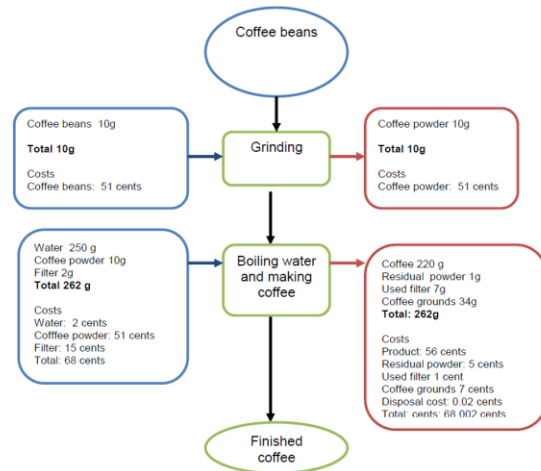 Coffee beans
Coffee beans 10g
Total 10g
Costs
Coffee beans: 51 cents
Grinding
Coffee powder 10g
Total 10g
Costs
Coffee powder: 51 cents
Water 250 g
Coffee powder 10g
Filter 2g
Total 262 g
Costs
Water: 2 cents
Cofffee powder: 51 cents
Filter: 15 cents
Total: 68 cents
Boiling water
and making
coffee
Coffee 220 g
Residual powder 1g
Used filter 7g
Coffee grounds 34g
Total: 262g
Costs
Product: 56 cents
Residual powder: 5 cents
Used filter 1 cent
Coffee grounds 7 cents
Disposal cost: 0.02 cents
Total: cents: 68 002 cents
Finished
coffee